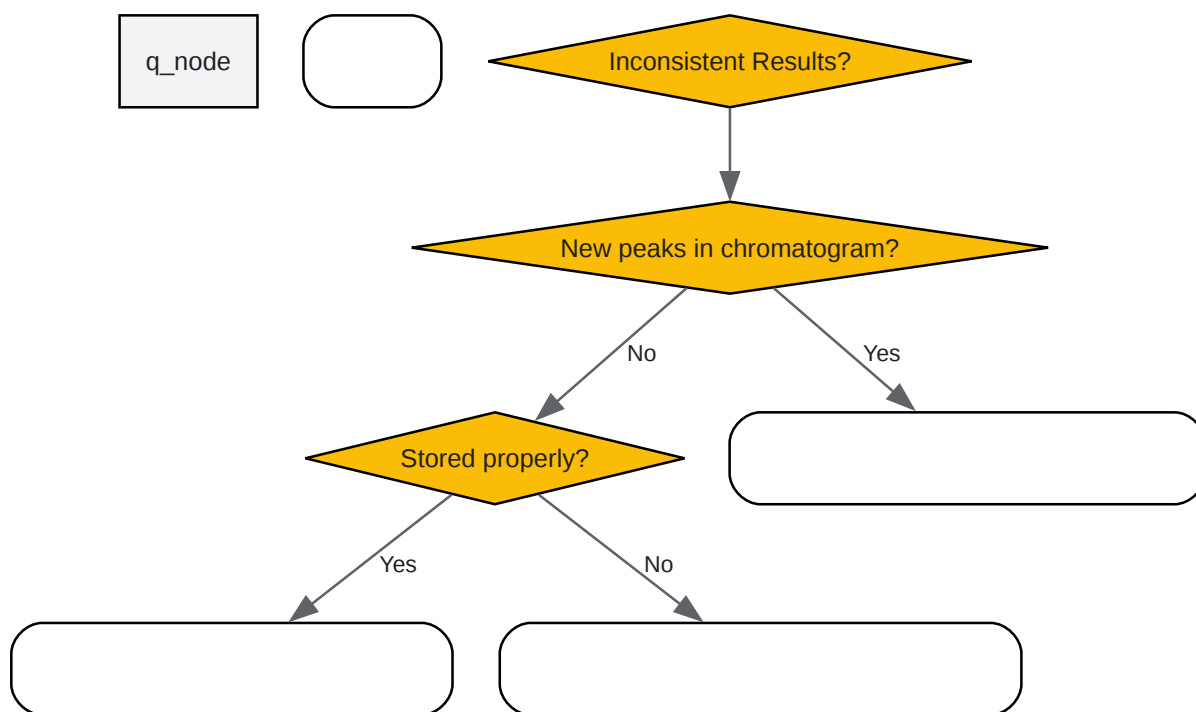 q_node
Inconsistent Results?
New peaks in chromatogram?
No
Yes
Stored properly?
Yes
No